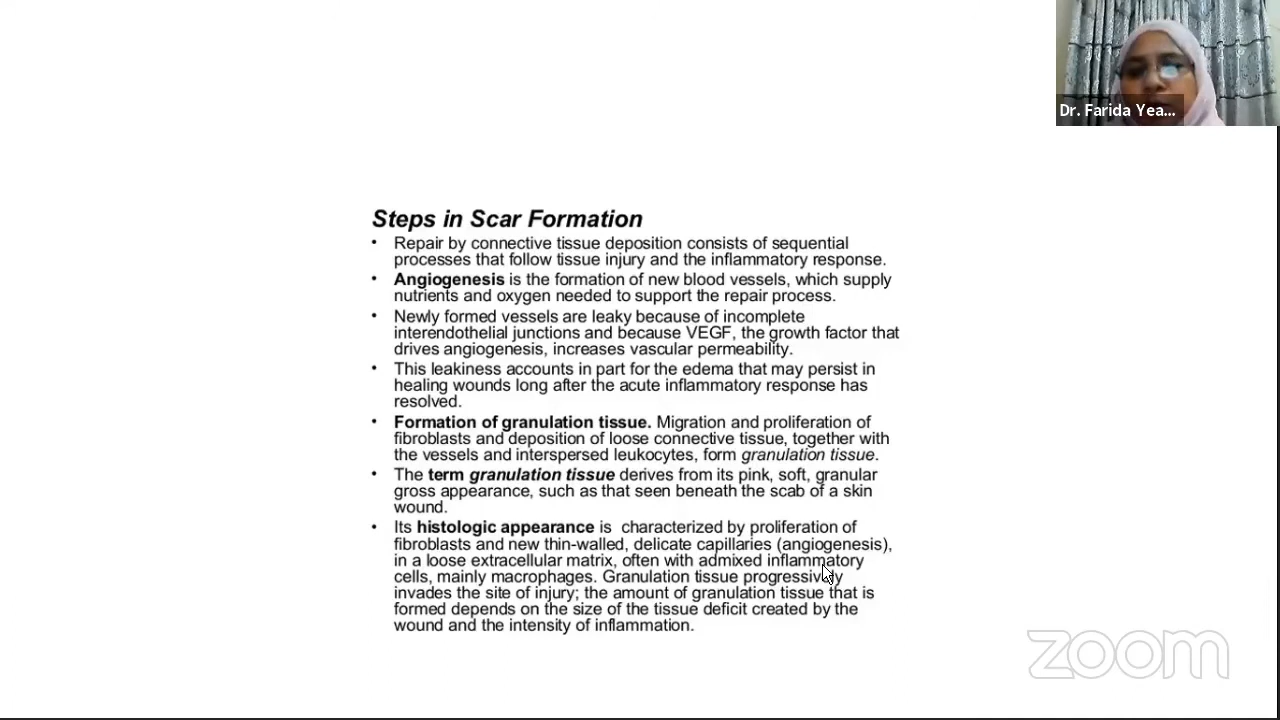 Dr. Farida Yea...
Steps in Scar Formation
• Repair by connective tissue deposition consists of sequential
processes that follow tissue injury and the inflammatory response.
• Angiogenesis is the formation of new blood vessels, which supply
nutrients and oxygen needed to support the repair process.
• Newly formed vessels are leaky because of incomplete
interendothelial junctions and because VEGF, the growth factor that
drives angiogenesis, increases vascular permeability.
• This leakiness accounts in part for the edema that may persist in
healing wounds long after the acute inflammatory response has
resolved.
• Formation of granulation tissue. Migration and proliferation of
fibroblasts and deposition of loose connective tissue, together with
the vessels and interspersed leukocytes, form granulation tissue.
• The term granulation tissue derives from its pink, soft, granular
gross appearance, such as that seen beneath the scab of a skin
wound.
• Its histologic appearance is characterized by proliferation of
fibroblasts and new thin-walled, delicate capillaries (angiogenesis),
in a loose extracellular matrix, often with admixed inflammatory
cells, mainly macrophages. Granulation tissue progressively
invades the site of injury; the amount of granulation tissue that is
formed depends on the size of the tissue deficit created by the
wound and the intensity of inflammation.
zoom